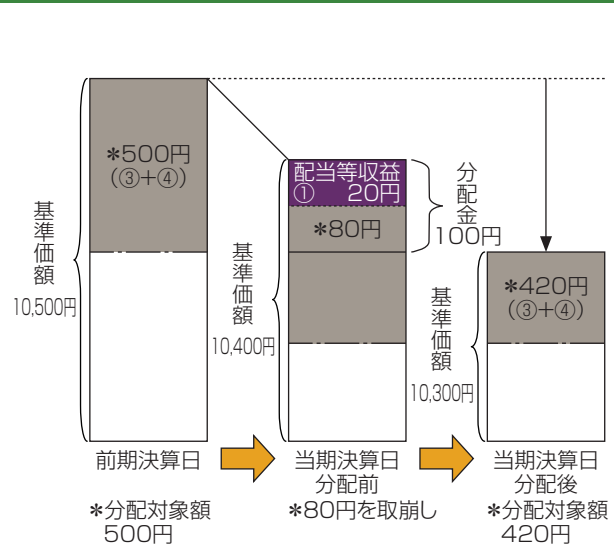 *500円
(③+④)
基準価額
10,500円
配当等収益
① 20円
*80円
分配金
100円
基準価額
10,400円
*420円
(③+④)
基準価額
10,300円
前期決算日
当期決算日
分配前
当期決算日
分配後
*分配対象額
500円
*80円を取崩し
*分配対象額
420円